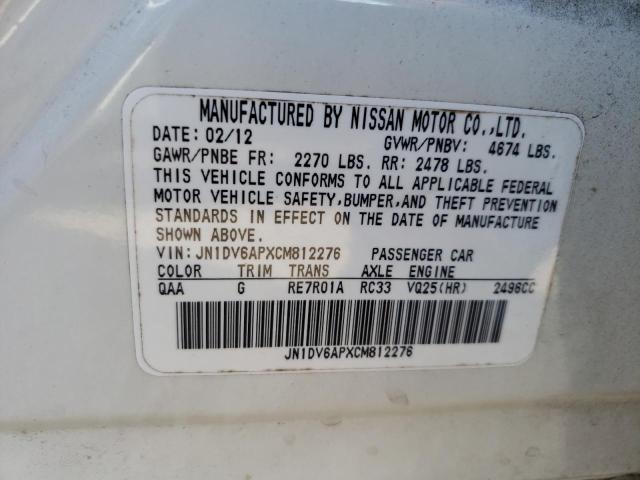 MANUFACTURED BY NISSAN MOTOR CO.,LTD.
DATE: 02/12 GVWR/PNBV: 4674 LBS.
GAWR/PNBE FR: 2270 LBS. RR: 2478 LBS.
THIS VEHICLE CONFORMS TO ALL APPLICABLE FEDERAL
MOTOR VEHICLE SAFETY,BUMPER,AND THEFT PREVENTION
STANDARDS IN EFFECT ON THE DATE OF MANUFACTURE
SHOWN ABOVE.
VIN: JN1DV6APXCM812276 PASSENGER CAR
COLOR TRIM TRANS AXLE ENGINE
QAA G RE7R01A RC33 VQ25(HR) 2496CC
JN1DV6APXCM812276